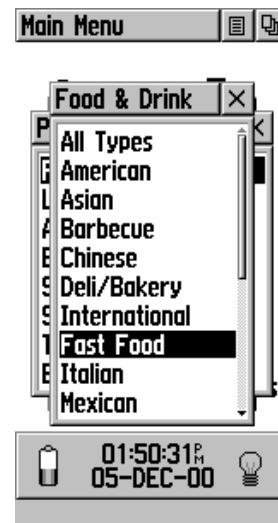 Main Menu
Food & Drink
P
All Types
American
L
Asian
A
Barbecue
E
Chinese
S
Deli/Bakery
S
International
T
Fast Food
E
Italian
Mexican
01:50:31 PM
05-DEC-00